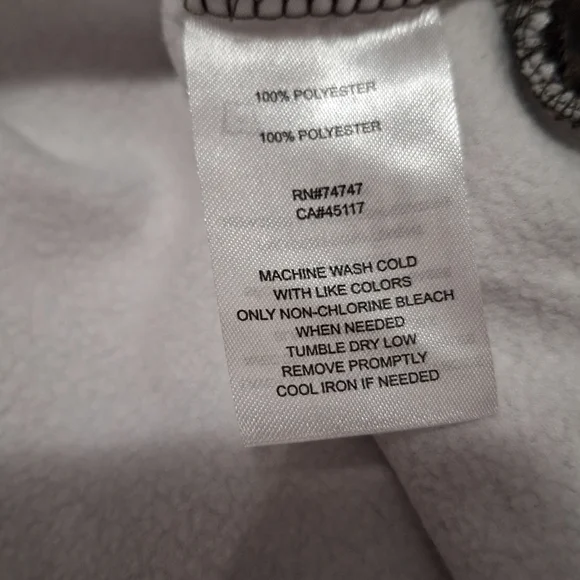 100% POLYESTER
100% POLYESTER
RN#74747
CA#45117
MACHINE WASH COLD
WITH LIKE COLORS
ONLY NON-CHLORINE BLEACH
WHEN NEEDED
TUMBLE DRY LOW
REMOVE PROMPTLY
COOL IRON IF NEEDED